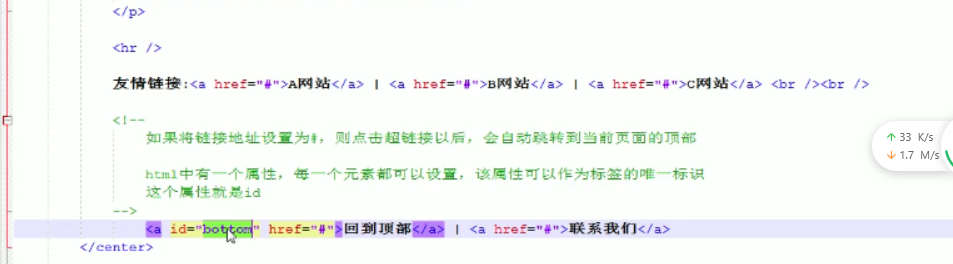 </p>
<hr />
友情链接:<a href="#">A网站</a> | <a href="#">B网站</a> | <a href="#">C网站</a> <br /><br />
<!--
如果将链接地址设置为#，则点击超链接以后，会自动跳转到当前页面的顶部
html中有一个属性，每一个元素都可以设置，该属性可以作为标签的唯一标识
这个属性就是id
-->
<a id="bottom" href="#">回到顶部</a> | <a href="#">联系我们</a>
</center>
↑ 33 K/s
↓ 1.7 M/s